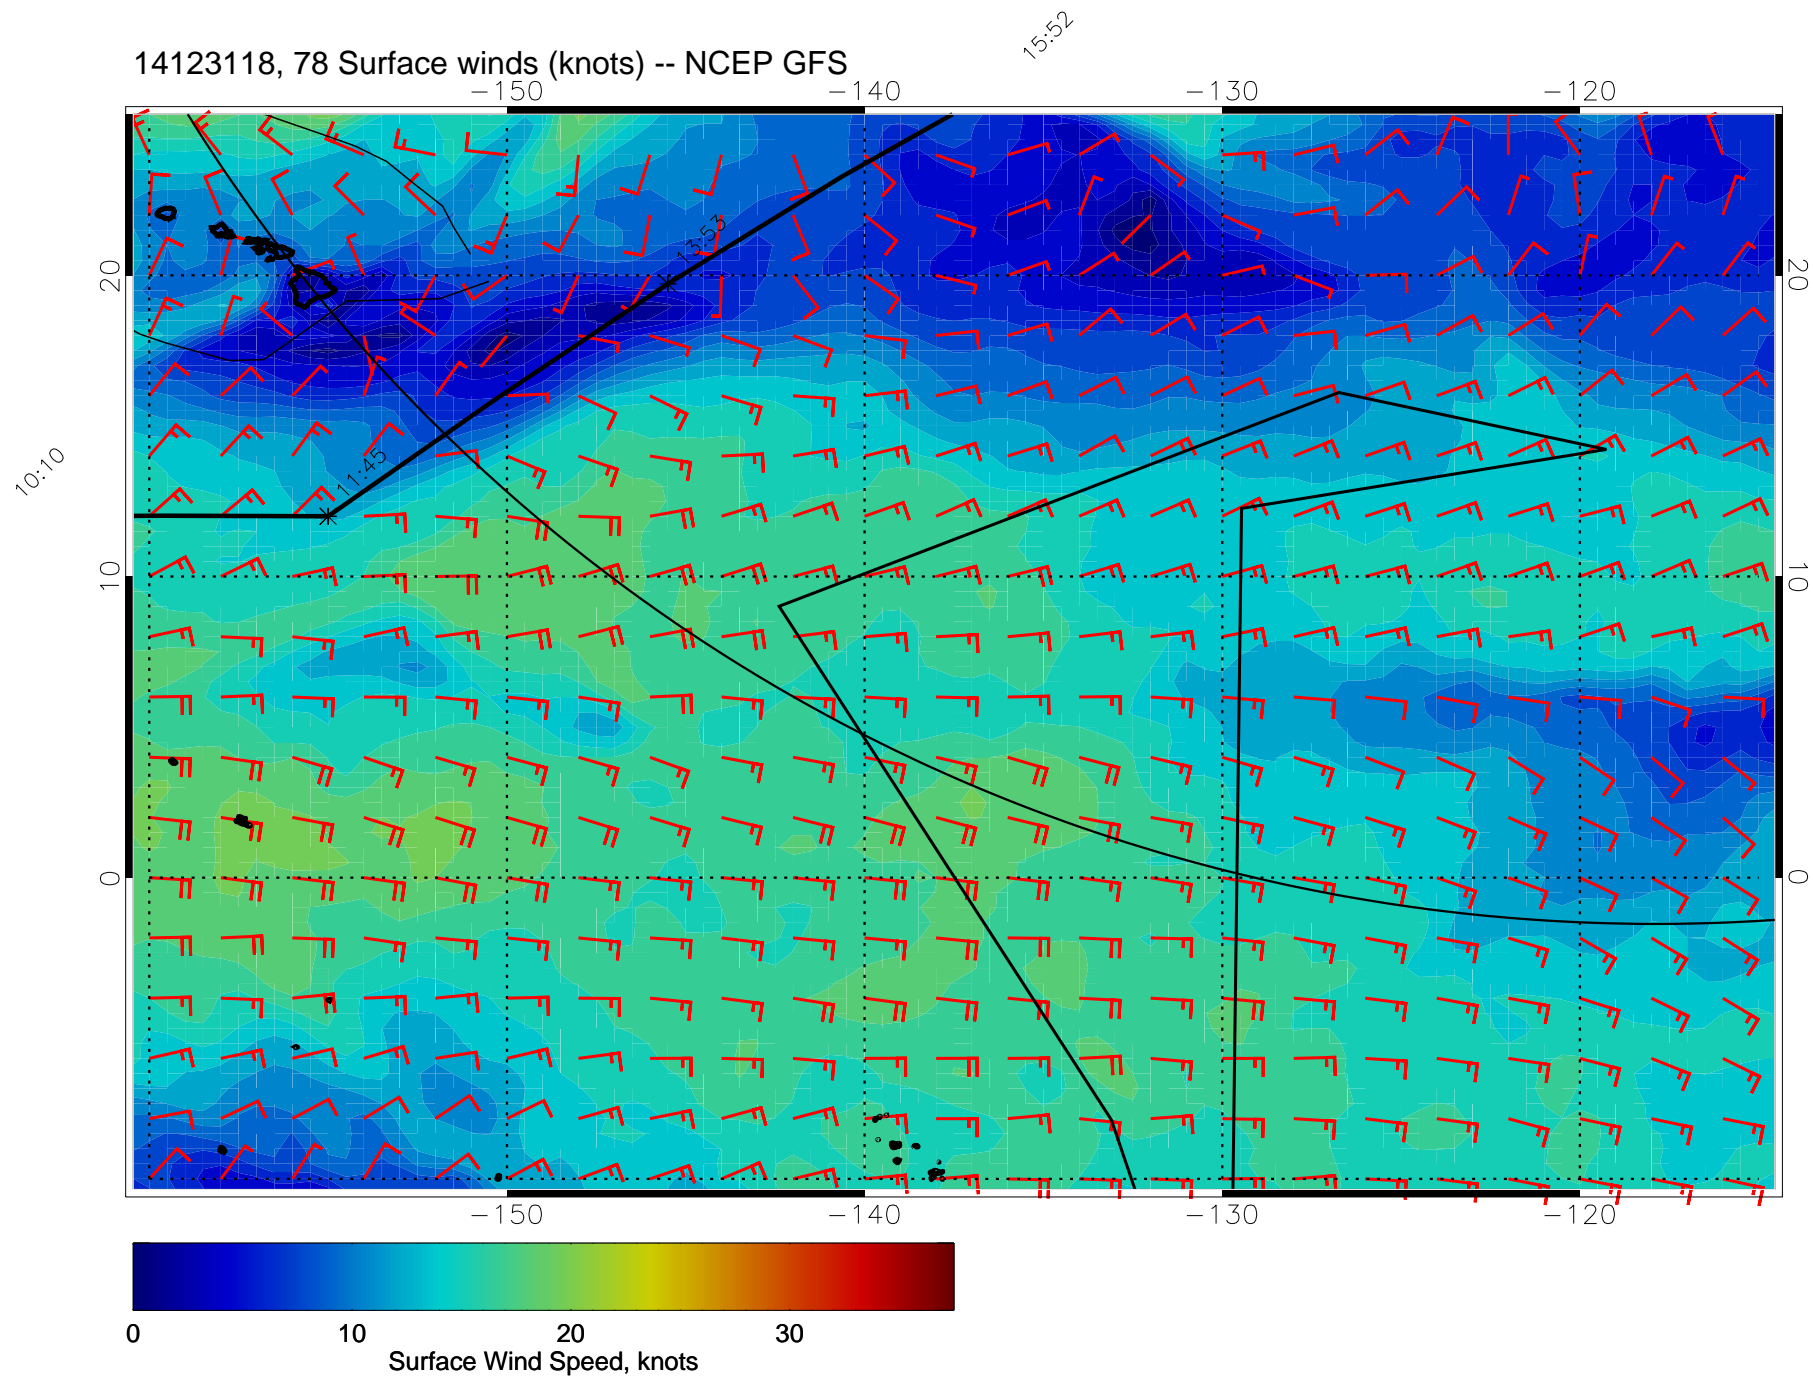 15:52
14123118, 78 Surface winds (knots) -- NCEP GFS
-150 -140 -130 -120
13:53
20 20
10:10
11:45
10 10
0 0
-150 -140 -130 -120
0 10 20 30
Surface Wind Speed, knots